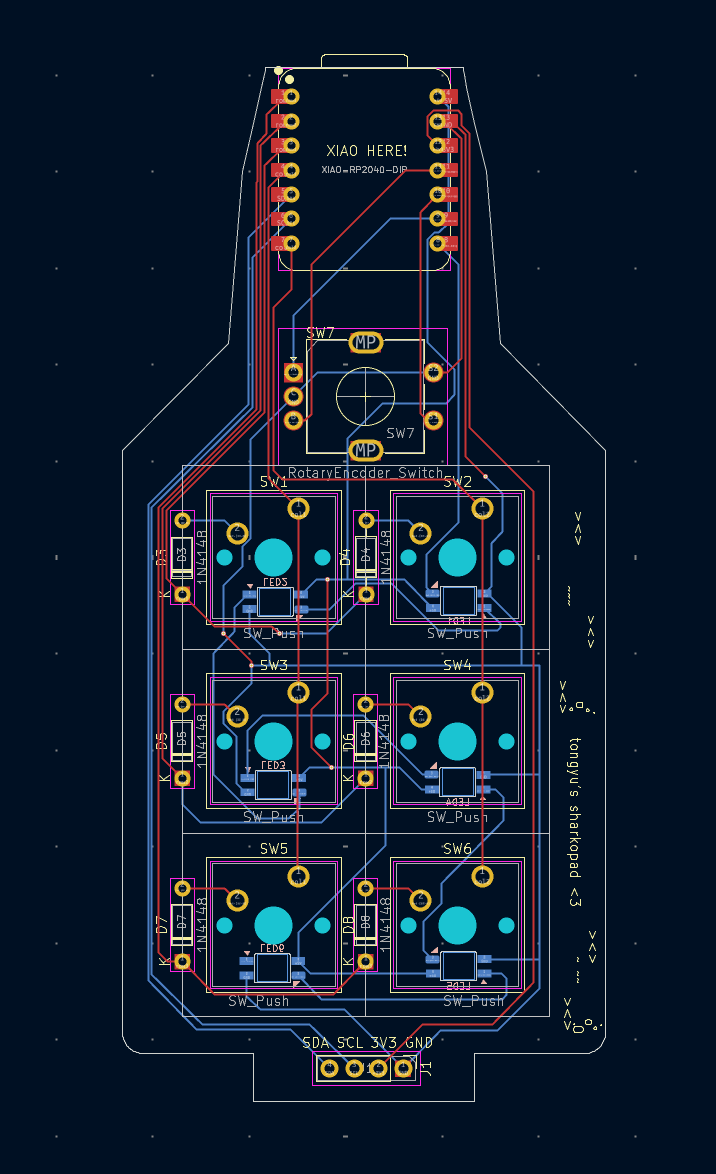 XIAO HERE!
XIAO-RP2040-DIP
SW7
MP
SW7
MP
RotaryEncoder_Switch
SW1
SW2
D3
D3
1N4148
K
D4
D4
1N4148
K
LED2
LED1
SW_Push
SW_Push
SW3
SW4
D5
D5
1N4148
K
D6
D6
1N4148
K
LED3
LED4
SW_Push
SW_Push
tongyu's sharkopad <3
SW5
SW6
D7
D7
1N4148
K
D8
D8
1N4148
K
LED6
LED5
SW_Push
SW_Push
SDA SCL 3V3 GND
J1
J1